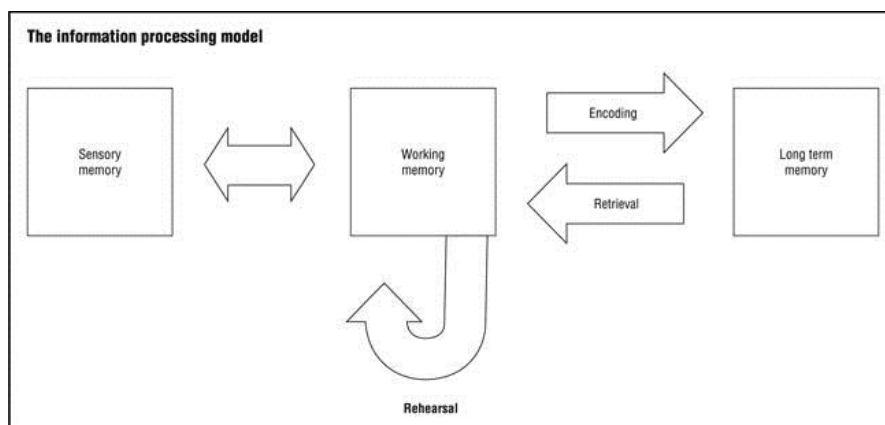 The information processing model
Sensory
memory
Working
memory
Encoding
Retrieval
Long term
memory
Rehearsal